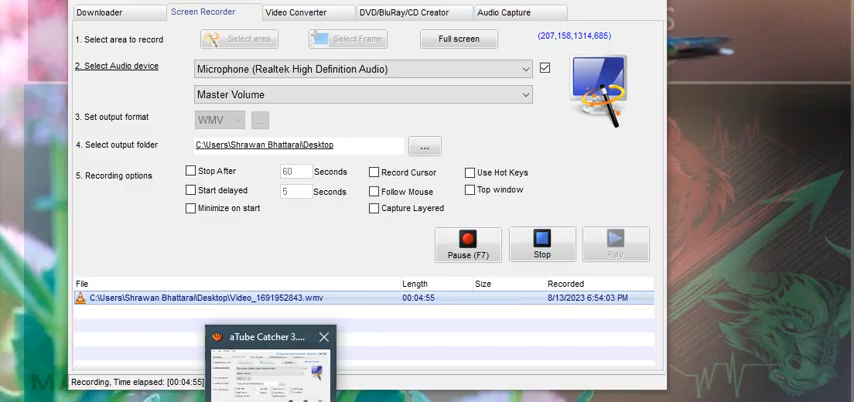 Downloader Screen Recorder Video Converter DVD/BluRay/CD Creator Audio Capture
1. Select area to record Select area Select Frame Full screen (207,158,1314,685)
2. Select Audio device Microphone (Realtek High Definition Audio)
Master Volume
3. Set output format WMV ...
4. Select output folder C:\Users\Shrawan Bhattarai\Desktop ...
5. Recording options Stop After 60 Seconds Record Cursor Use Hot Keys
Start delayed 5 Seconds Follow Mouse Top window
Minimize on start Capture Layered
Pause (F7) Stop Play
File Length Size Recorded
C:\Users\Shrawan Bhattarai\Desktop\Video_1691952843.wmv 00:04:55 8/13/2023 6:54:03 PM
aTube Catcher 3....
Recording, Time elapsed: [00:04:55]